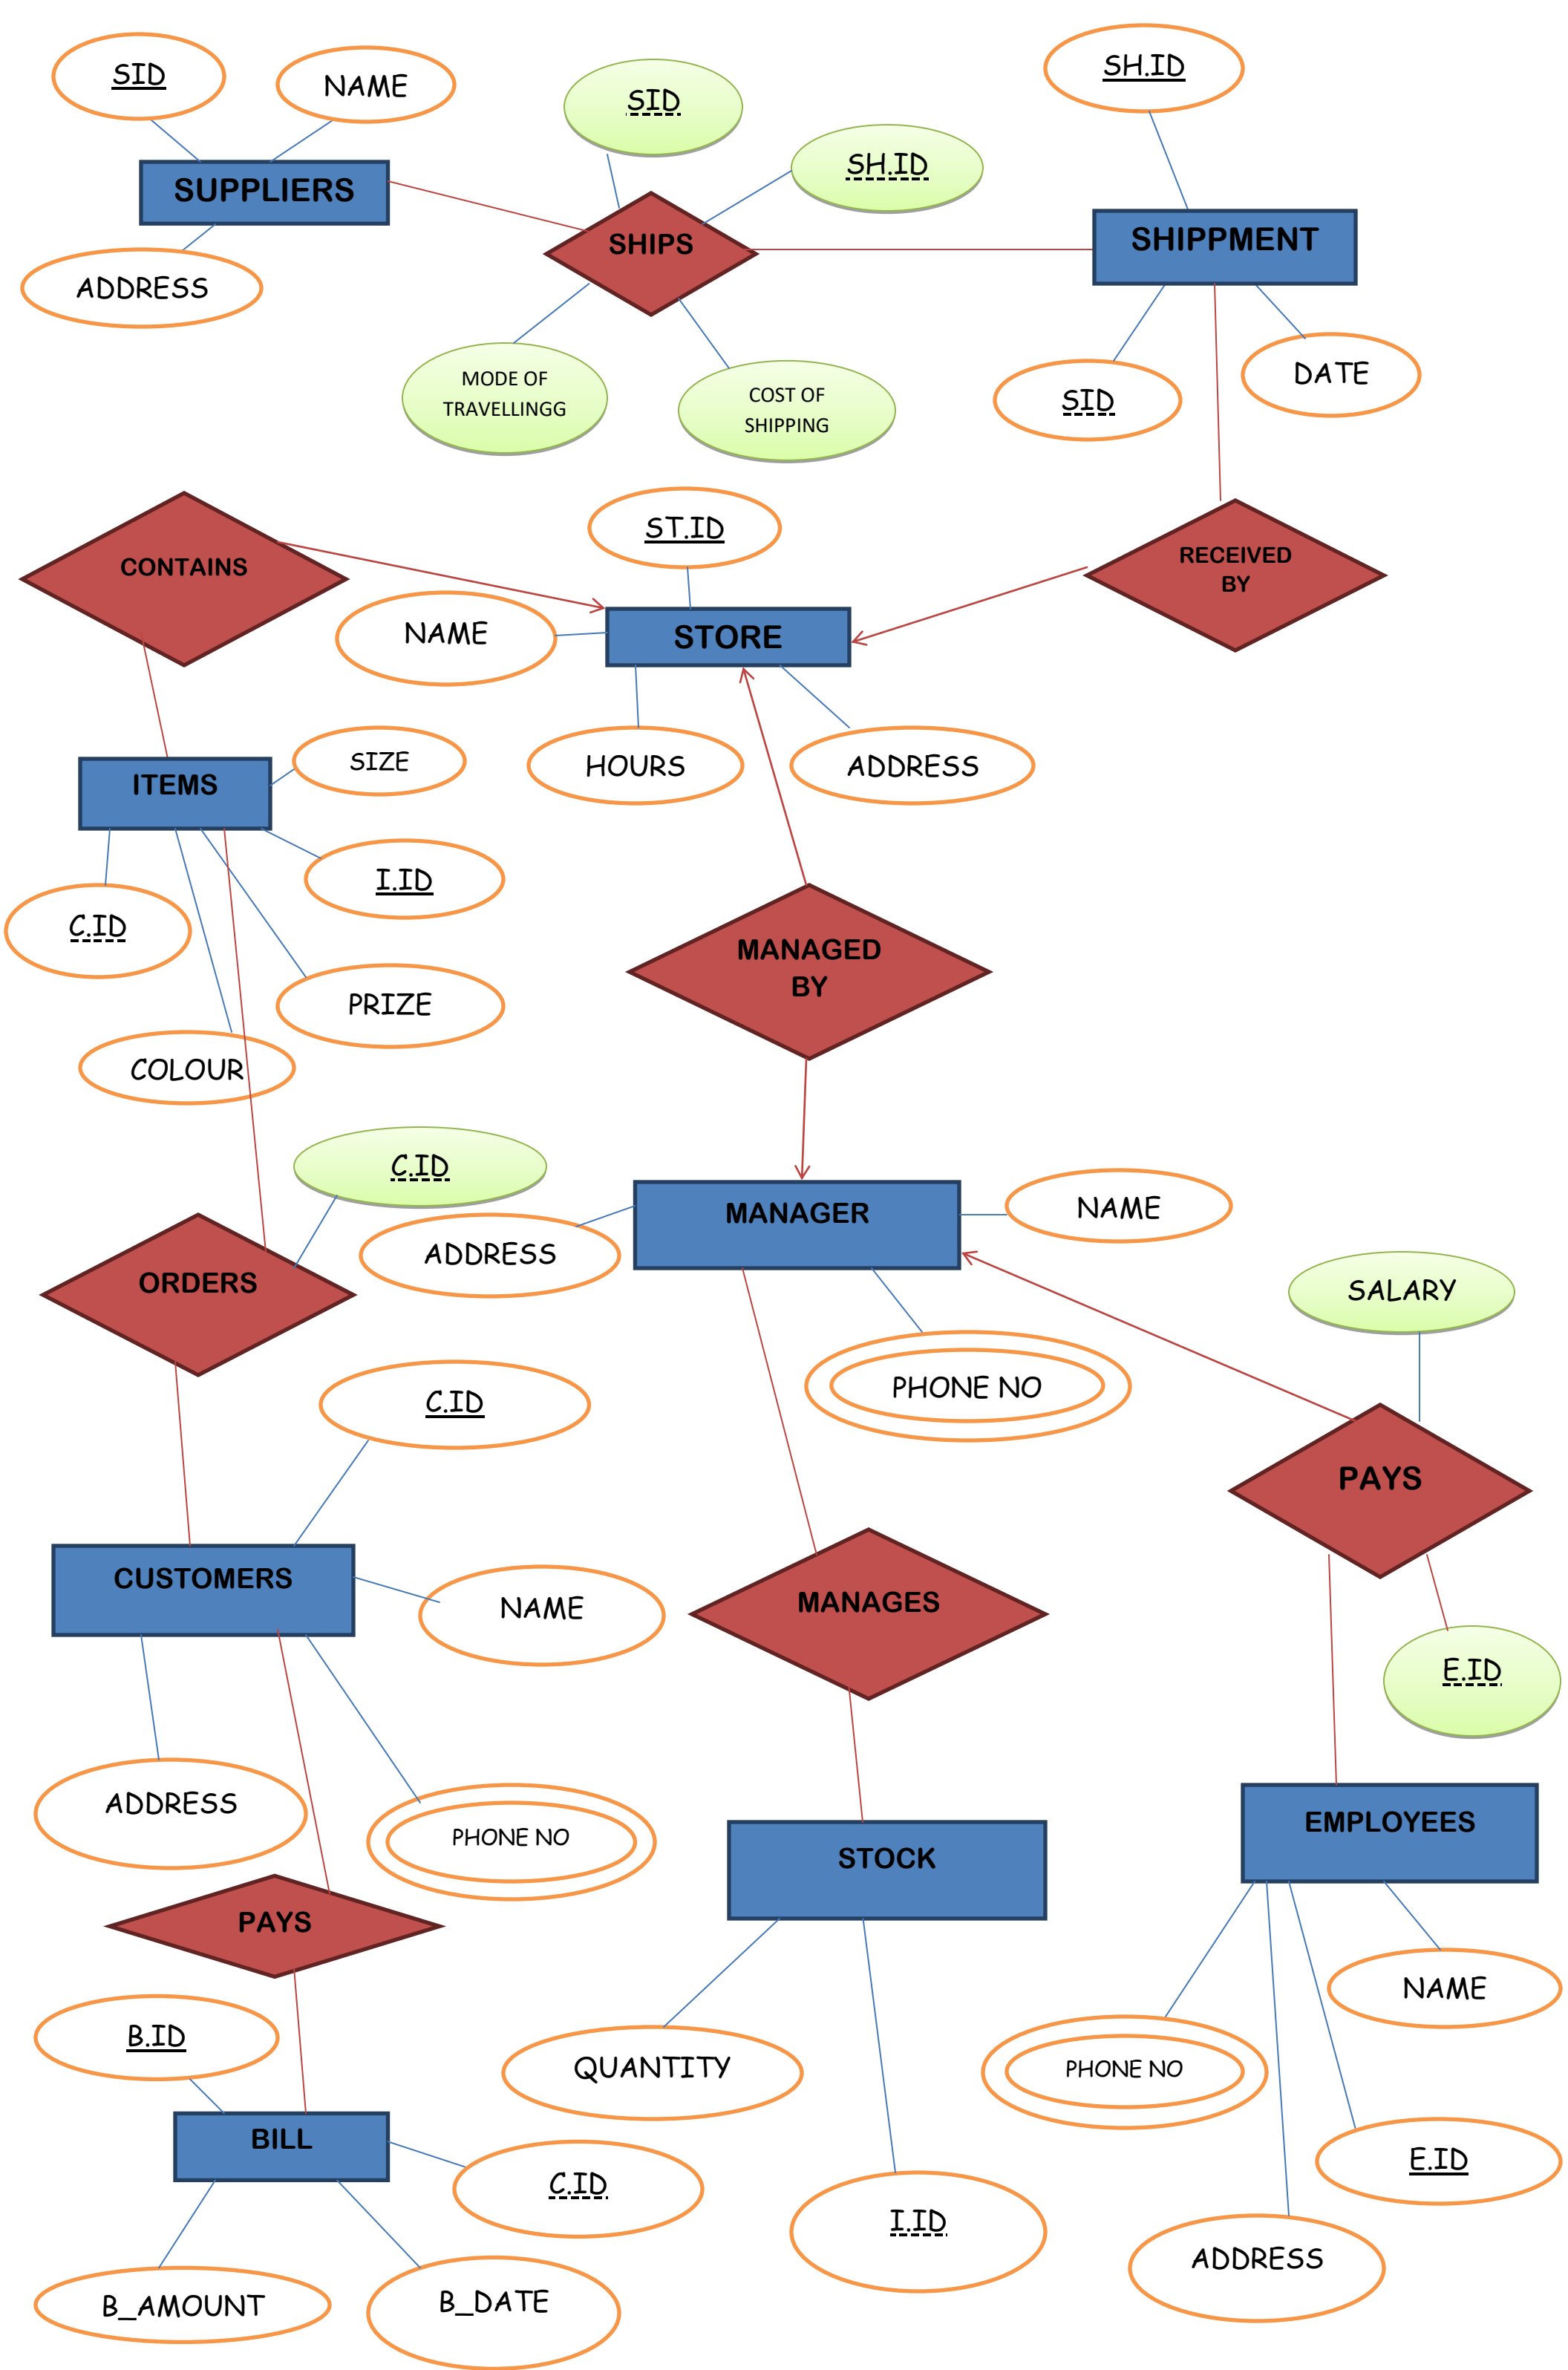 SID
NAME
SUPPLIERS
ADDRESS
SID
SH.ID
SHIPS
MODE OF
TRAVELLINGG
COST OF
SHIPPING
SH.ID
SHIPPMENT
SID
DATE
CONTAINS
ST.ID
NAME
STORE
HOURS
ADDRESS
RECEIVED
BY
ITEMS
SIZE
I.ID
C.ID
PRIZE
COLOUR
MANAGED
BY
C.ID
ORDERS
MANAGER
NAME
ADDRESS
PHONE NO
SALARY
PAYS
E.ID
C.ID
CUSTOMERS
NAME
ADDRESS
PHONE NO
MANAGES
STOCK
QUANTITY
I.ID
EMPLOYEES
NAME
PHONE NO
E.ID
ADDRESS
PAYS
B.ID
BILL
C.ID
B_AMOUNT
B_DATE